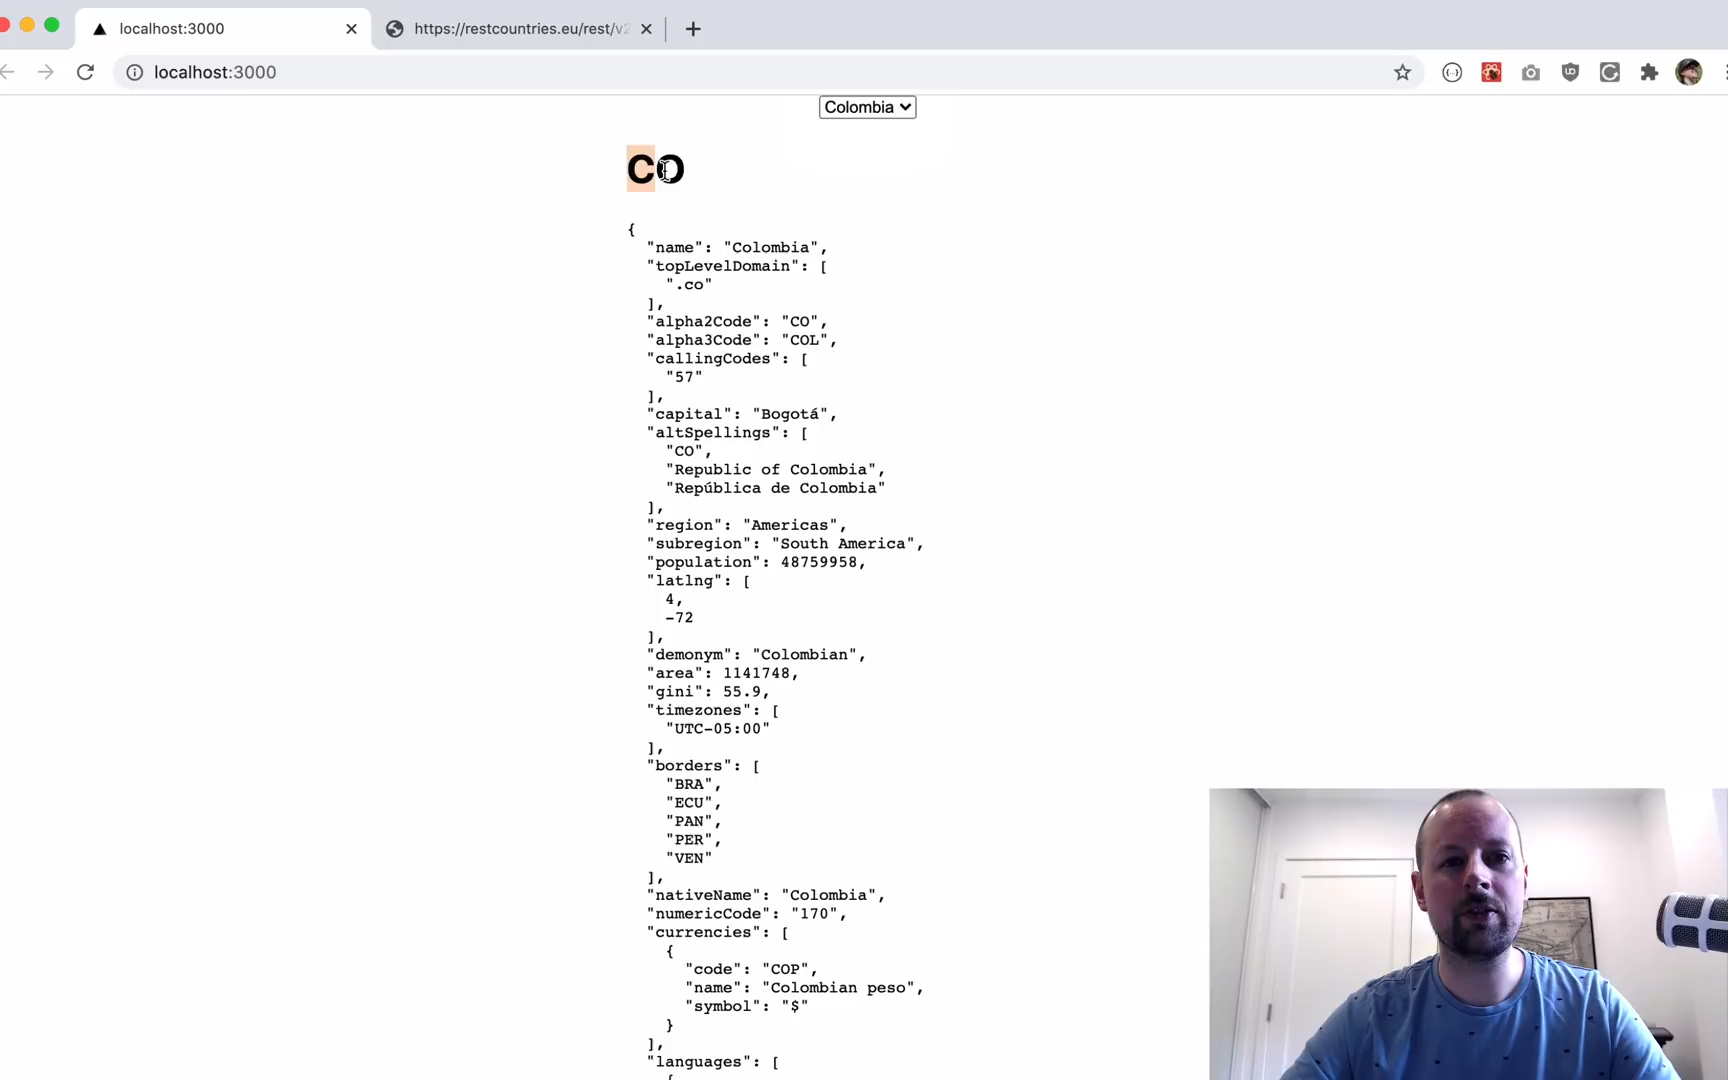 localhost:3000
https://restcountries.eu/rest/v2
localhost:3000
Colombia
CO
{
"name": "Colombia",
"topLevelDomain": [
".co"
],
"alpha2Code": "CO",
"alpha3Code": "COL",
"callingCodes": [
"57"
],
"capital": "Bogotá",
"altSpellings": [
"CO",
"Republic of Colombia",
"República de Colombia"
],
"region": "Americas",
"subregion": "South America",
"population": 48759958,
"latlng": [
4,
-72
],
"demonym": "Colombian",
"area": 1141748,
"gini": 55.9,
"timezones": [
"UTC-05:00"
],
"borders": [
"BRA",
"ECU",
"PAN",
"PER",
"VEN"
],
"nativeName": "Colombia",
"numericCode": "170",
"currencies": [
{
"code": "COP",
"name": "Colombian peso",
"symbol": "$"
}
],
"languages": [
{